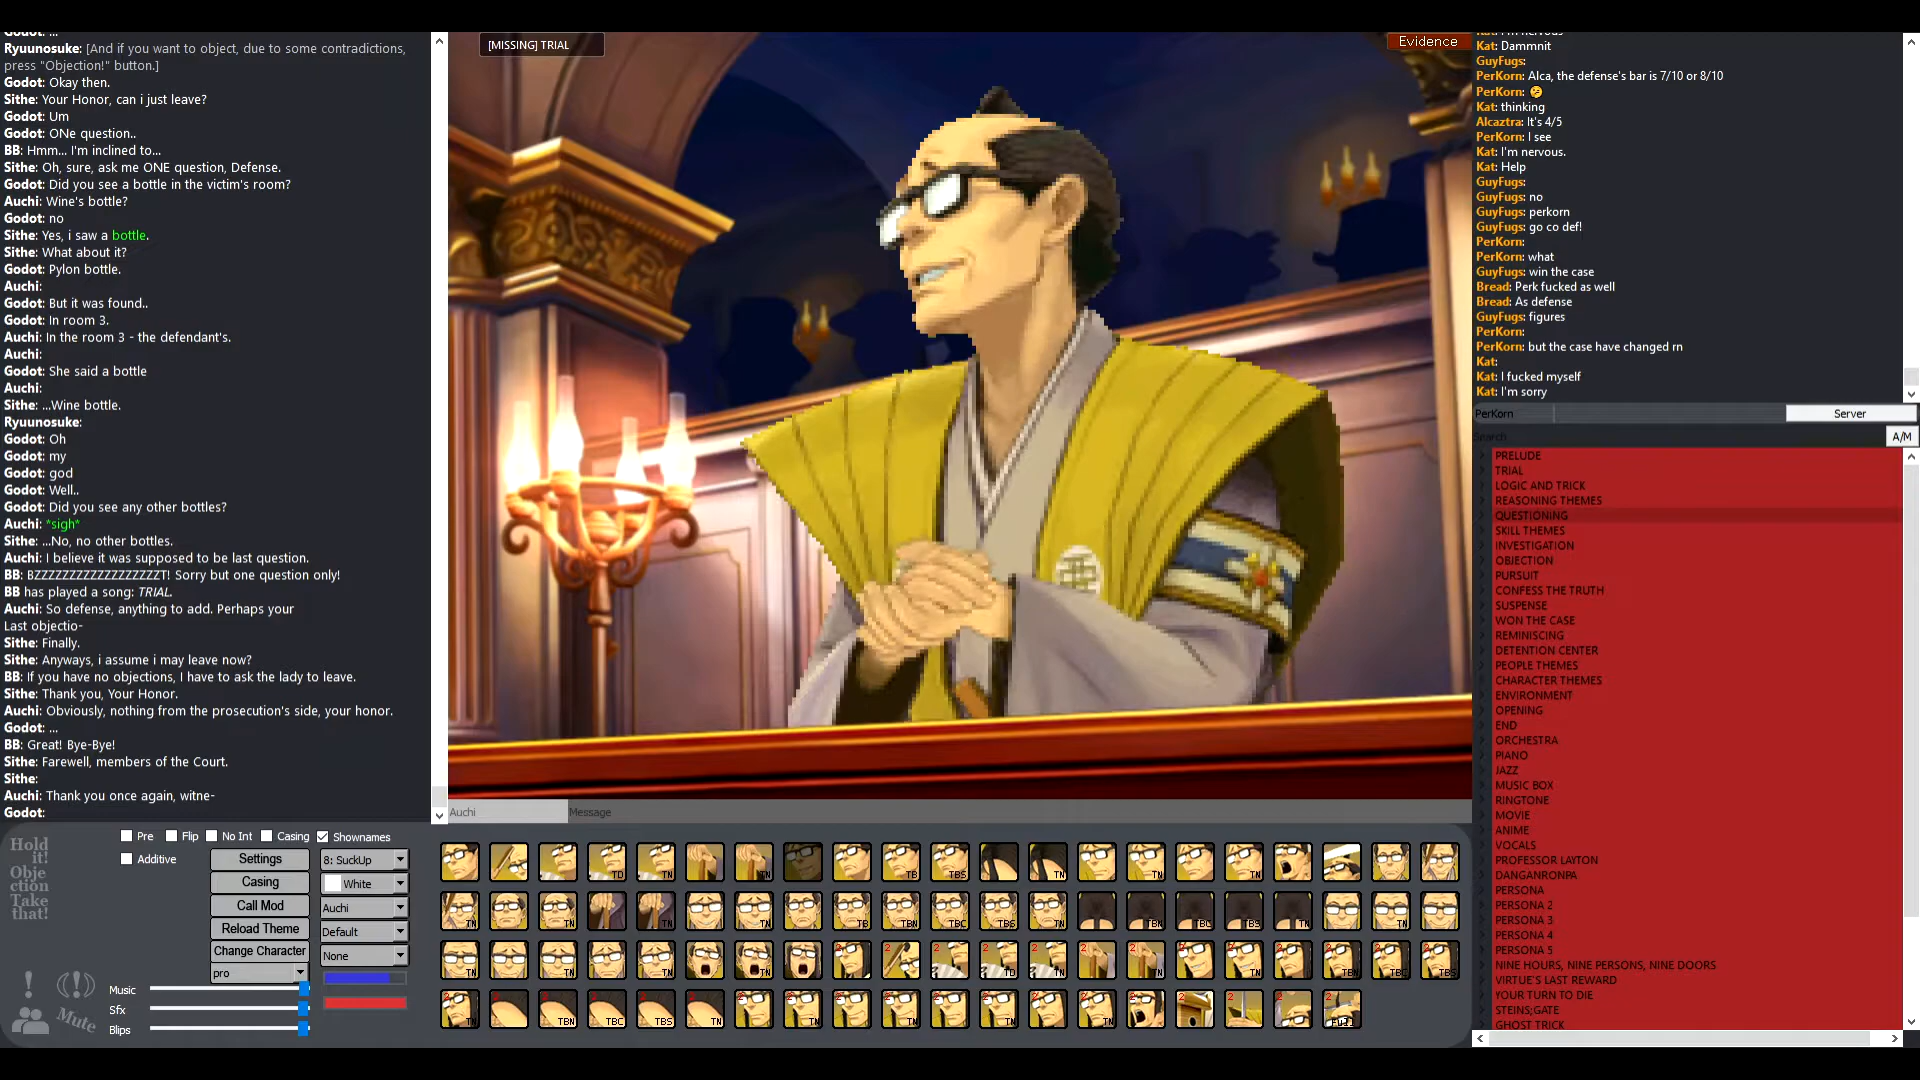 Godot: ...
Ryuunosuke: [And if you want to object, due to some contradictions,
press "Objection!" button.]
Godot: Okay then.
Sithe: Your Honor, can i just leave?
Godot: Um
Godot: ONe question..
BB: Hmm... I'm inclined to...
Sithe: Oh, sure, ask me ONE question, Defense.
Godot: Did you see a bottle in the victim's room?
Auchi: Wine's bottle?
Godot: no
Sithe: Yes, i saw a bottle.
Sithe: What about it?
Godot: Pylon bottle.
Auchi:
Godot: But it was found..
Godot: In room 3.
Auchi: In the room 3 - the defendant's.
Auchi:
Godot: She said a bottle
Auchi:
Sithe: ...Wine bottle.
Ryuunosuke:
Godot: Oh
Godot: my
Godot: god
Godot: Well..
Godot: Did you see any other bottles?
Auchi: *sigh*
Sithe: ...No, no other bottles.
Auchi: I believe it was supposed to be last question.
BB: BZZZZZZZZZZZZZZZZZZT! Sorry but one question only!
BB has played a song: TRIAL.
Auchi: So defense, anything to add. Perhaps your
Last objectio-
Sithe: Finally.
Sithe: Anyways, i assume i may leave now?
BB: If you have no objections, I have to ask the lady to leave.
Sithe: Thank you, Your Honor.
Auchi: Obviously, nothing from the prosecution's side, your honor.
Godot: ...
BB: Great! Bye-Bye!
Sithe: Farewell, members of the Court.
Sithe:
Auchi: Thank you once again, witne-
Godot:
[MISSING] TRIAL
Evidence
Auchi
Message
Kat: I'm nervous
Kat: Dammnit
GuyFugs:
PerKorn: Alca, the defense's bar is 7/10 or 8/10
PerKorn: 🤔
Kat: thinking
Alcaztra: It's 4/5
PerKorn: I see
Kat: I'm nervous.
Kat: Help
GuyFugs:
GuyFugs: no
GuyFugs: perkorn
GuyFugs: go co def!
PerKorn:
PerKorn: what
GuyFugs: win the case
Bread: Perk fucked as well
Bread: As defense
GuyFugs: figures
PerKorn:
PerKorn: but the case have changed rn
Kat:
Kat: I fucked myself
Kat: I'm sorry
PerKorn
Server
Search
A/M
PRELUDE
TRIAL
LOGIC AND TRICK
REASONING THEMES
QUESTIONING
SKILL THEMES
INVESTIGATION
OBJECTION
PURSUIT
CONFESS THE TRUTH
SUSPENSE
WON THE CASE
REMINISCING
DETENTION CENTER
PEOPLE THEMES
CHARACTER THEMES
ENVIRONMENT
OPENING
END
ORCHESTRA
PIANO
JAZZ
MUSIC BOX
RINGTONE
MOVIE
ANIME
VOCALS
PROFESSOR LAYTON
DANGANRONPA
PERSONA
PERSONA 2
PERSONA 3
PERSONA 4
PERSONA 5
NINE HOURS, NINE PERSONS, NINE DOORS
VIRTUE'S LAST REWARD
YOUR TURN TO DIE
STEINS;GATE
GHOST TRICK
Hold
it!
Obje
ction
Take
that!
Pre
Flip
No Int
Casing
Shownames
Additive
Settings
Casing
Call Mod
Reload Theme
Change Character
pro
8: SuckUp
White
Auchi
Default
None
Music
Sfx
Blips
Mute